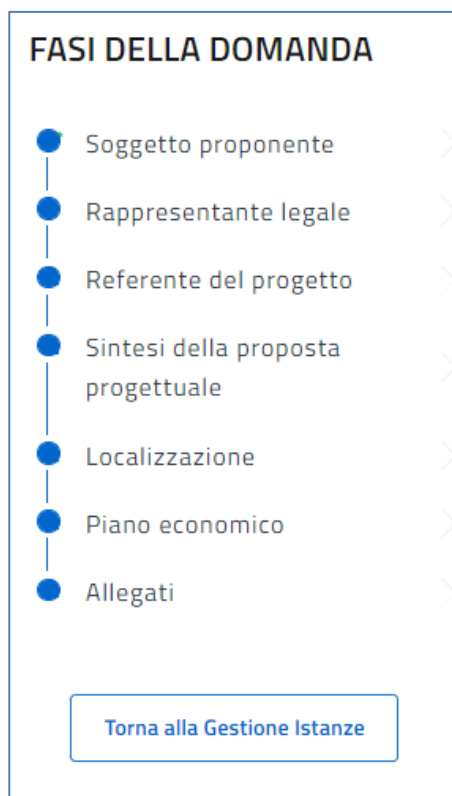 FASI DELLA DOMANDA
Soggetto proponente
Rappresentante legale
Referente del progetto
Sintesi della proposta
progettuale
Localizzazione
Piano economico
Allegati
Torna alla Gestione Istanze